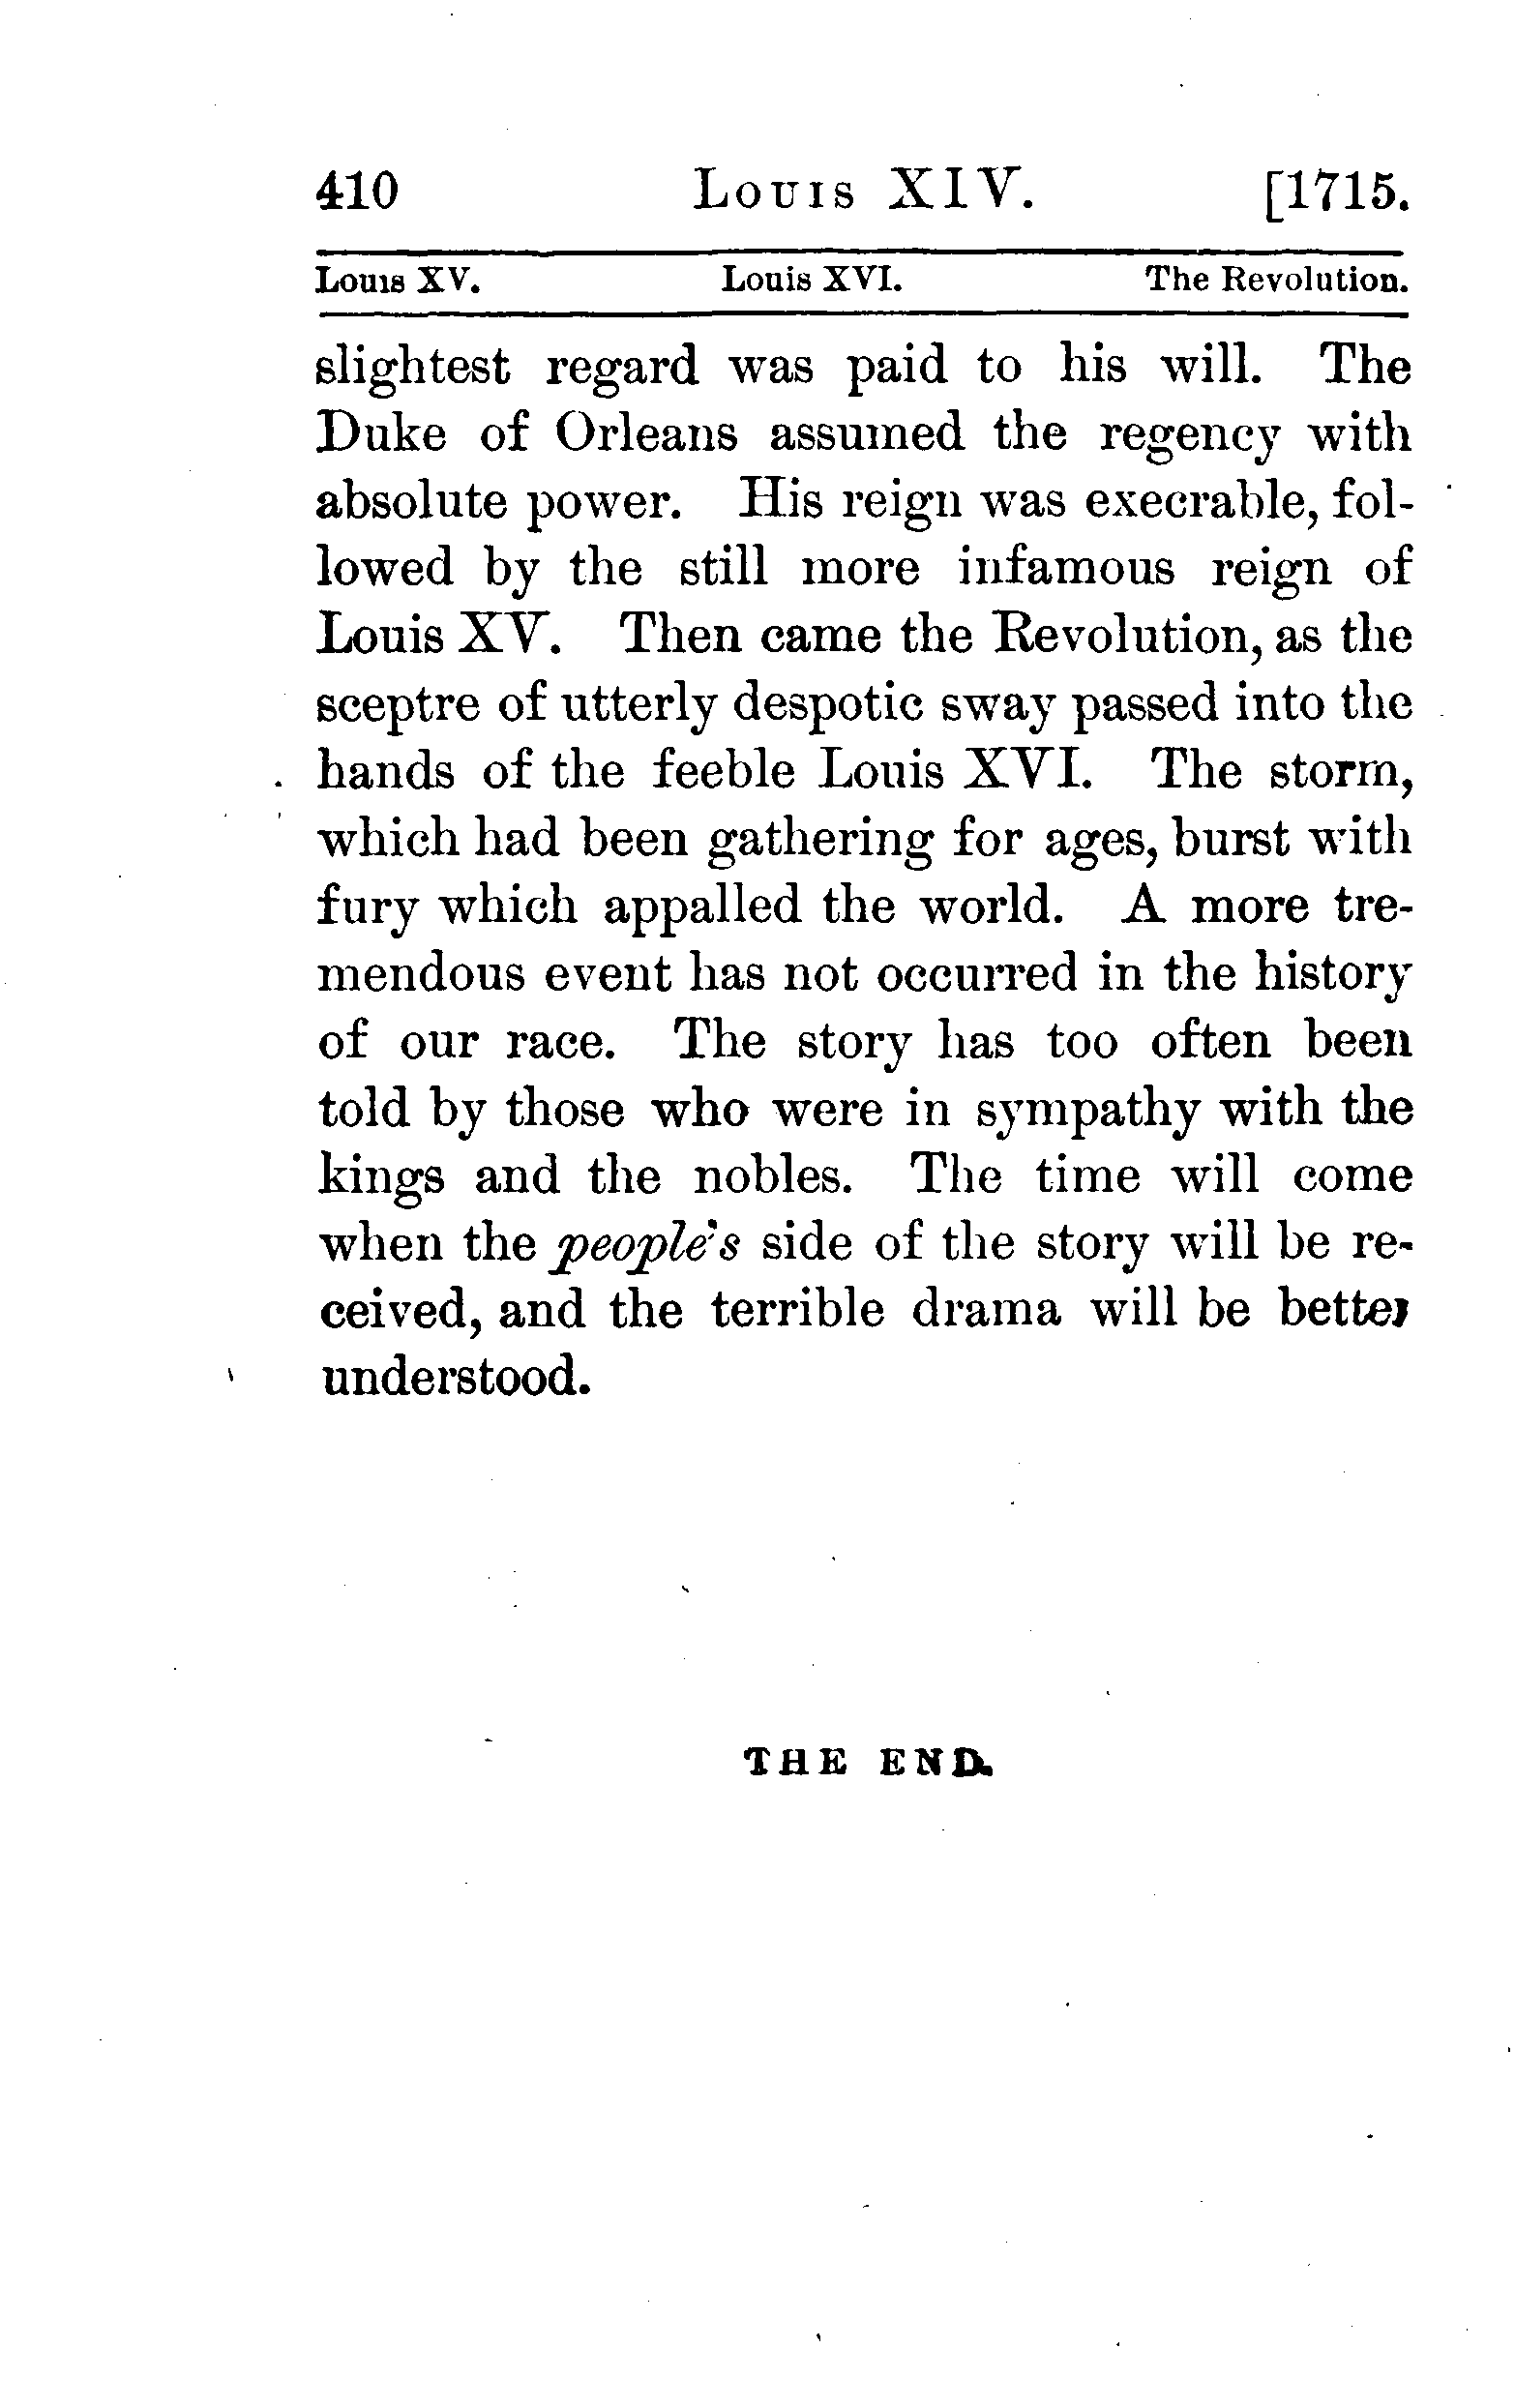 410 Louis XIV. [1715.
Louis XV. Louis XVI. The Revolution.
slightest regard was paid to his will. The
Duke of Orleans assumed the regency with
absolute power. His reign was execrable, fol-
lowed by the still more infamous reign of
Louis XV. Then came the Revolution, as the
sceptre of utterly despotic sway passed into the
hands of the feeble Louis XVI. The storm,
which had been gathering for ages, burst with
fury which appalled the world. A more tre-
mendous event has not occurred in the history
of our race. The story has too often been
told by those who were in sympathy with the
kings and the nobles. The time will come
when the people's side of the story will be re-
ceived, and the terrible drama will be better
understood.
THE END.